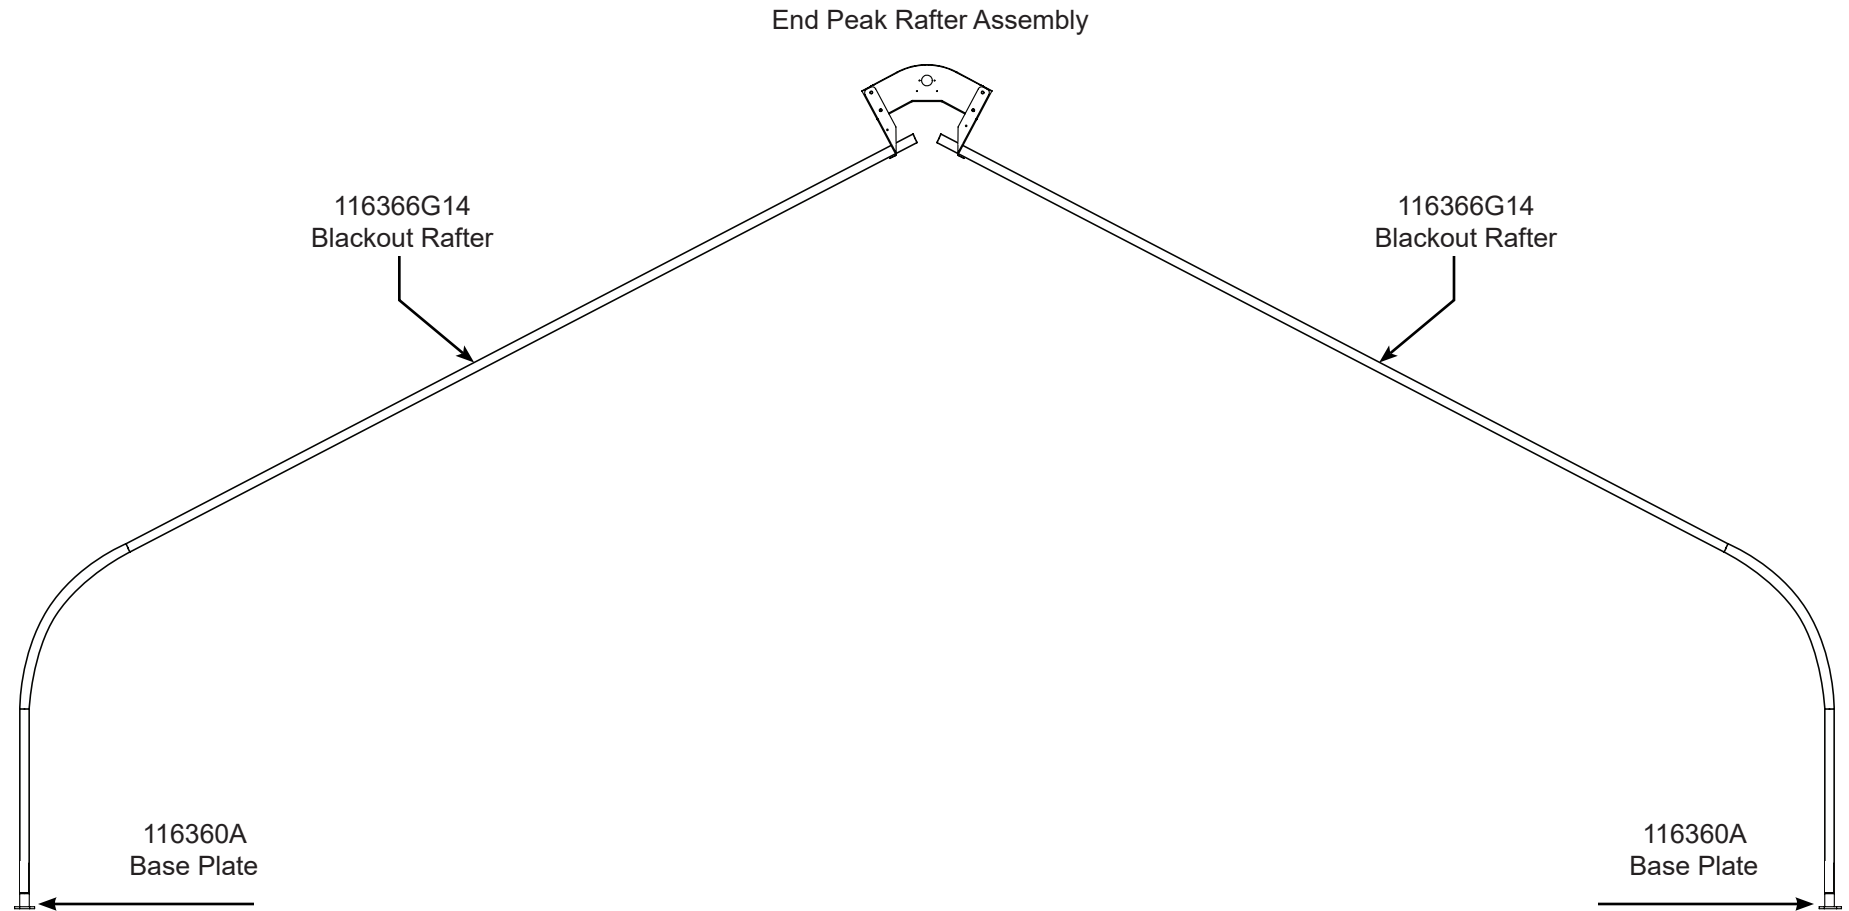 End Peak Rafter Assembly
116366G14
Blackout Rafter
116366G14
Blackout Rafter
116360A
Base Plate
116360A
Base Plate